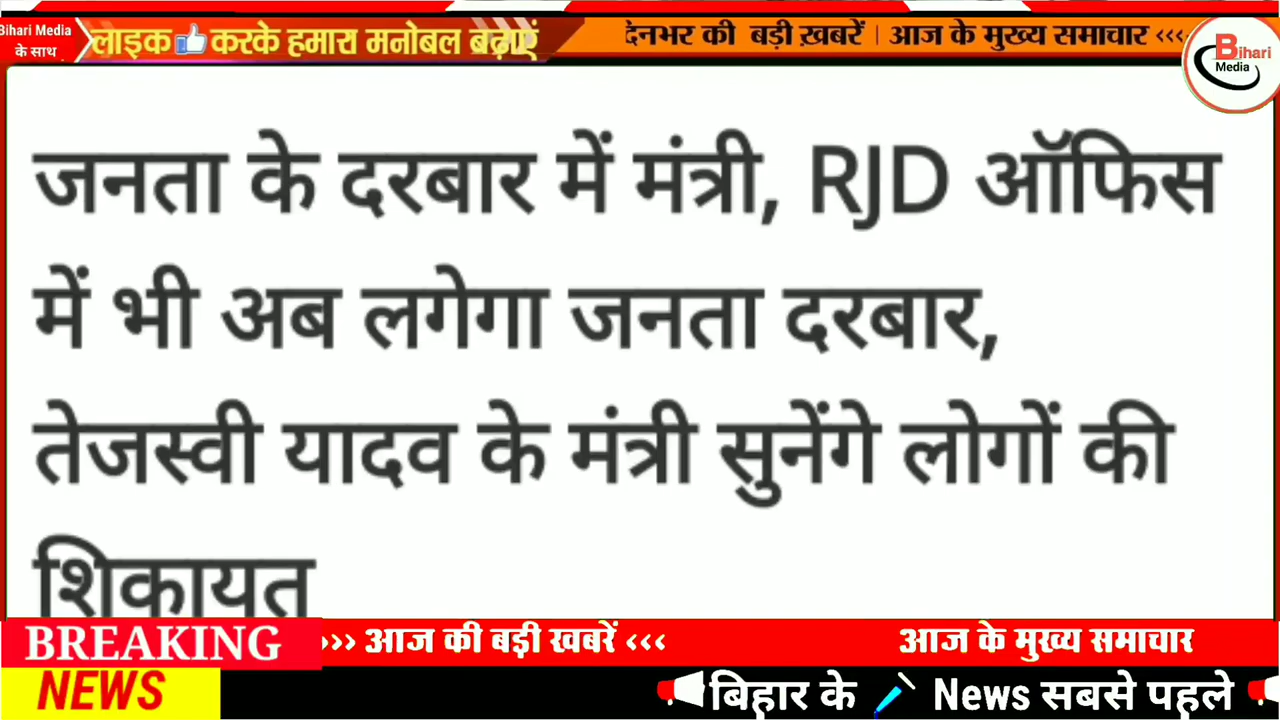 Bihari Media
के साथ
लाइक करके हमारा मनोबल बढ़ाएं
दिनभर की बड़ी ख़बरें | आज के मुख्य समाचार <<<
Bihari
Media
जनता के दरबार में मंत्री, RJD ऑफिस
में भी अब लगेगा जनता दरबार,
तेजस्वी यादव के मंत्री सुनेंगे लोगों की
शिकायत
BREAKING
NEWS
>>> आज की बड़ी खबरें <<<
आज के मुख्य समाचार
बिहार के News सबसे पहले